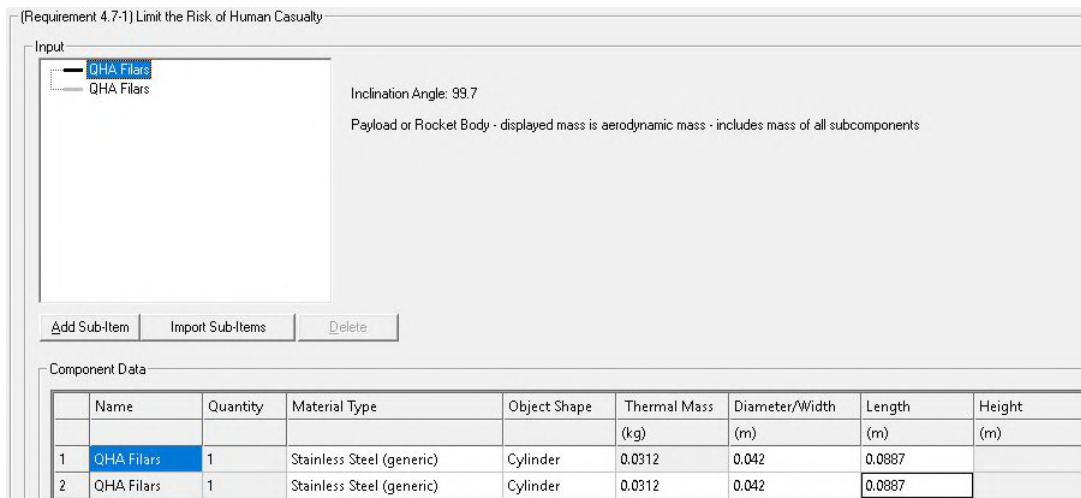 (Requirement 4.7-1) Limit the Risk of Human Casualty
Input
QHA Filars
QHA Filars
Inclination Angle: 99.7
Payload or Rocket Body - displayed mass is aerodynamic mass - includes mass of all subcomponents
Add Sub-Item Import Sub-Items Delete
Component Data
Name Quantity Material Type Object Shape Thermal Mass Diameter/Width Length Height
(kg) (m) (m) (m)
1 QHA Filars 1 Stainless Steel (generic) Cylinder 0.0312 0.042 0.0887
2 QHA Filars 1 Stainless Steel (generic) Cylinder 0.0312 0.042 0.0887